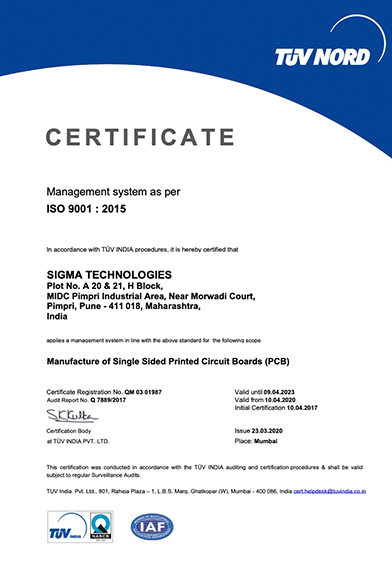 TÜV NORD
CERTIFICATE
Management system as per
ISO 9001 : 2015
In accordance with TÜV INDIA procedures, it is hereby certified that
SIGMA TECHNOLOGIES
Plot No. A 20 & 21, H Block,
MIDC Pimpri Industrial Area, Near Morwadi Court,
Pimpri, Pune - 411 018, Maharashtra,
India
applies a management system in line with the above standard for the following scope
Manufacture of Single Sided Printed Circuit Boards (PCB)
Certificate Registration No. QM 03 01987 Valid until 09.04.2023
Audit Report No. Q 7889/2017 Valid from 10.04.2020
Initial Certification 10.04.2017
Certification Body Issue 23.03.2020
at TÜV INDIA PVT. LTD. Place: Mumbai
This certification was conducted in accordance with the TÜV INDIA auditing and certification procedures & shall be valid
subject to regular Surveillance Audits.
TUV India Pvt. Ltd., 801, Raheja Plaza – 1, L.B.S. Marg, Ghatkopar (W), Mumbai - 400 086, India cert.helpdesk@tuvindia.co.in
TÜV INDIA
NABCB
IAF